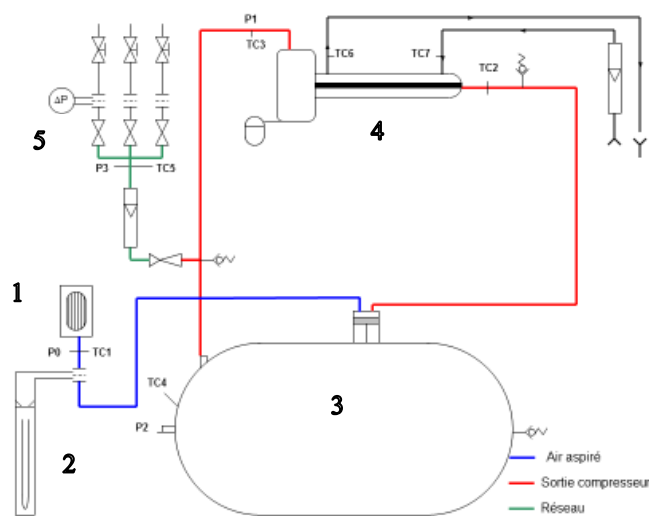 P1
TC3
TC6
TC7
TC2
ΔP
4
5
P3
TC5
1
P0
TC1
TC4
3
P2
2
Air aspiré
Sortie compresseur
Réseau